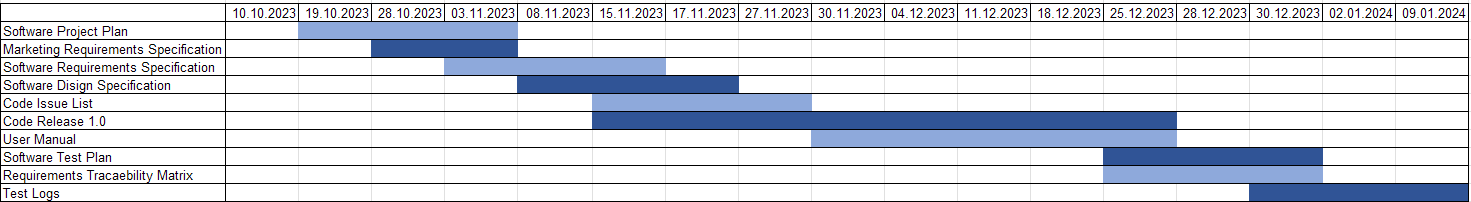 10.10.2023 19.10.2023 28.10.2023 03.11.2023 08.11.2023 15.11.2023 17.11.2023 27.11.2023 30.11.2023 04.12.2023 11.12.2023 18.12.2023 25.12.2023 28.12.2023 30.12.2023 02.01.2024 09.01.2024
Software Project Plan
Marketing Requirements Specification
Software Requirements Specification
Software Disign Specification
Code Issue List
Code Release 1.0
User Manual
Software Test Plan
Requirements Tracaebility Matrix
Test Logs